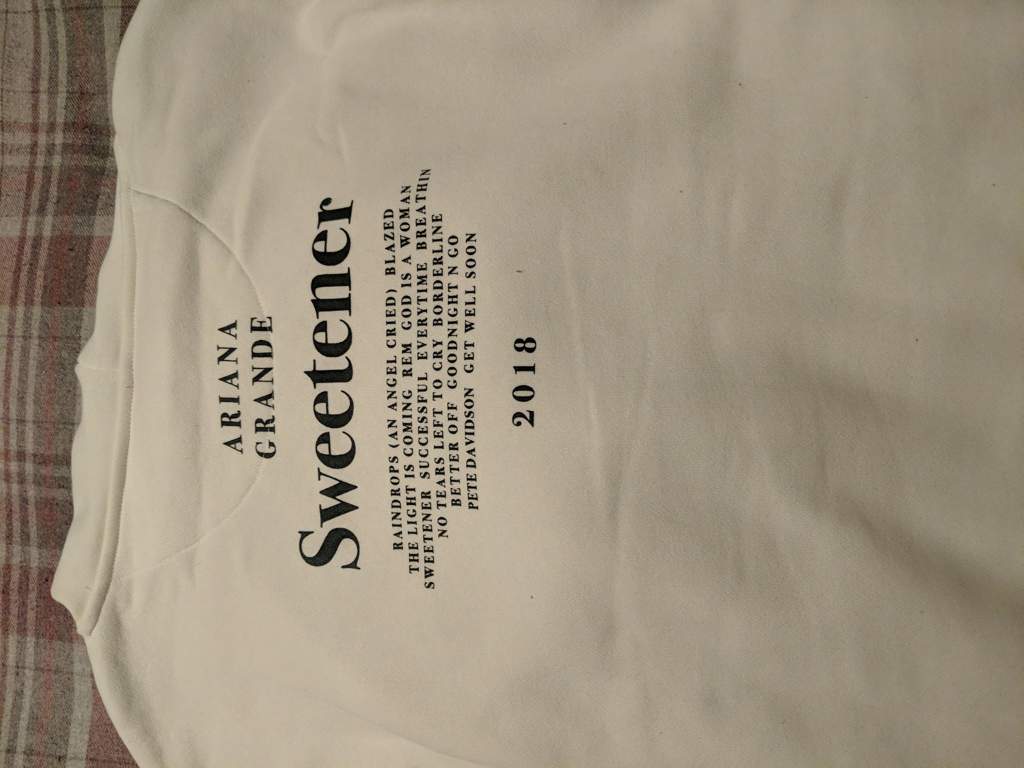 ARIANA
GRANDE
Sweetener
RAINDROPS (AN ANGEL CRIED) BLAZED
THE LIGHT IS COMING REM GOD IS A WOMAN
SWEETENER SUCCESSFUL EVERYTIME BREATHIN
NO TEARS LEFT TO CRY BORDERLINE
BETTER OFF GOODNIGHT N GO
PETE DAVIDSON GET WELL SOON
2018